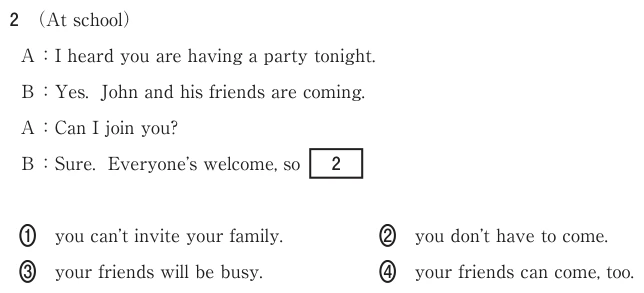 2 (At school)
A：I heard you are having a party tonight.
B：Yes. John and his friends are coming.
A：Can I join you?
B：Sure. Everyone's welcome, so 2
① you can't invite your family. ② you don't have to come.
③ your friends will be busy. ④ your friends can come, too.